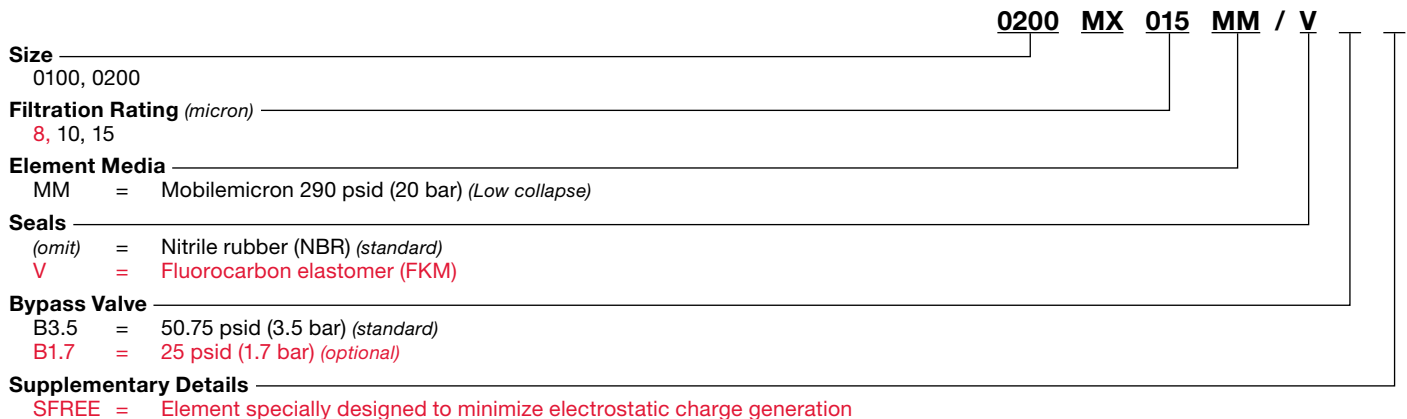 0200 MX 015 MM / V _ _
Size
0100, 0200
Filtration Rating (micron)
8, 10, 15
Element Media
MM = Mobilemicron 290 psid (20 bar) (Low collapse)
Seals
(omit) = Nitrile rubber (NBR) (standard)
V = Fluorocarbon elastomer (FKM)
Bypass Valve
B3.5 = 50.75 psid (3.5 bar) (standard)
B1.7 = 25 psid (1.7 bar) (optional)
Supplementary Details
SFREE = Element specially designed to minimize electrostatic charge generation